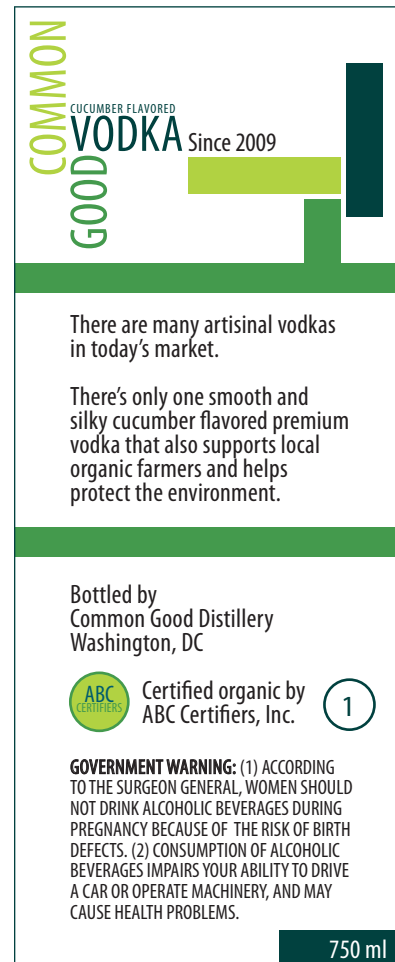 COMMON
CUCUMBER FLAVORED
VODKA Since 2009
GOOD
There are many artisinal vodkas
in today's market.
There's only one smooth and
silky cucumber flavored premium
vodka that also supports local
organic farmers and helps
protect the environment.
Bottled by
Common Good Distillery
Washington, DC
ABC
CERTIFIERS
Certified organic by
ABC Certifiers, Inc.
1
GOVERNMENT WARNING: (1) ACCORDING
TO THE SURGEON GENERAL, WOMEN SHOULD
NOT DRINK ALCOHOLIC BEVERAGES DURING
PREGNANCY BECAUSE OF THE RISK OF BIRTH
DEFECTS. (2) CONSUMPTION OF ALCOHOLIC
BEVERAGES IMPAIRS YOUR ABILITY TO DRIVE
A CAR OR OPERATE MACHINERY, AND MAY
CAUSE HEALTH PROBLEMS.
750 ml